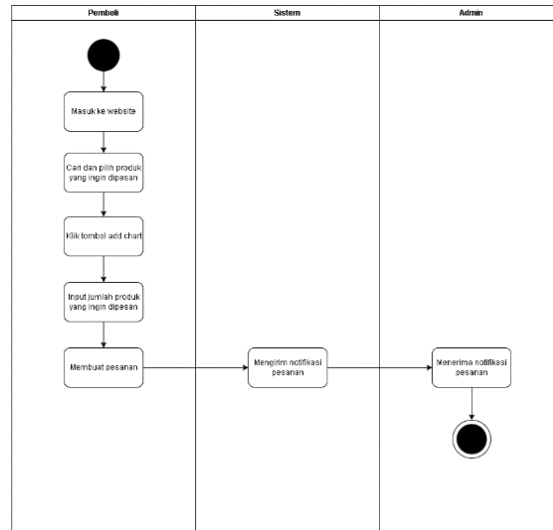 Pembeli
Sistem
Admin
Masuk ke website
Cari dan pilih produk
yang ingin dipesan
Klik tombol add chart
Input jumlah produk
yang ingin dipesan
Membuat pesanan
Mengirim notifikasi
pesanan
Menerima notifikasi
pesanan